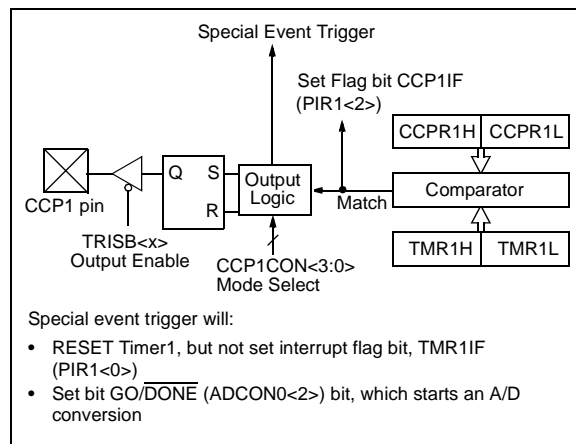 Special Event Trigger
Set Flag bit CCP1IF
(PIR1<2>)
CCPR1H CCPR1L
Q S Output
Logic
R
Match
Comparator
CCP1 pin
TRISB<x>
Output Enable
CCP1CON<3:0>
Mode Select
TMR1H TMR1L
Special event trigger will:
• RESET Timer1, but not set interrupt flag bit, TMR1IF
(PIR1<0>)
• Set bit GO/DONE (ADCON0<2>) bit, which starts an A/D
conversion